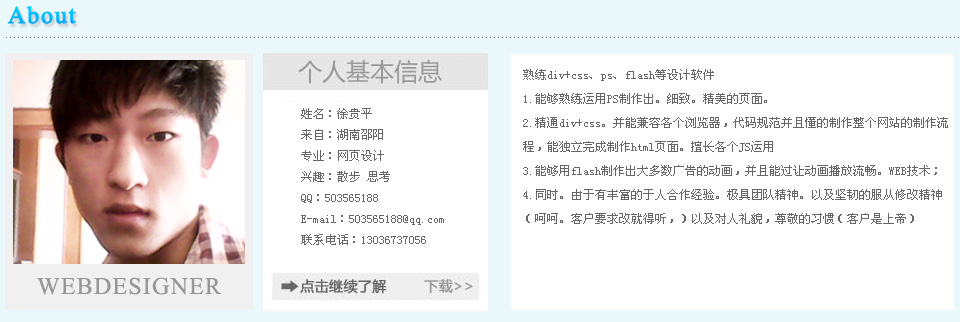 About
WEBDESIGNER
个人基本信息
姓名：徐贵平
来自：湖南邵阳
专业：网页设计
兴趣：散步 思考
QQ：503565188
E-mail：503565188@qq.com
联系电话：13036737056
点击继续了解 下载>>
熟练div+css、ps、flash等设计软件
1.能够熟练运用PS制作出。细致。精美的页面。
2.精通div+css。并能兼容各个浏览器，代码规范并且懂的制作整个网站的制作流
程，能独立完成制作html页面。擅长各个JS运用
3.能够用flash制作出大多数广告的动画，并且能过让动画播放流畅。WEB技术；
4.同时。由于有丰富的于人合作经验。极具团队精神。以及坚韧的服从修改精神
（呵呵。客户要求改就得听，）以及对人礼貌，尊敬的习惯（客户是上帝）